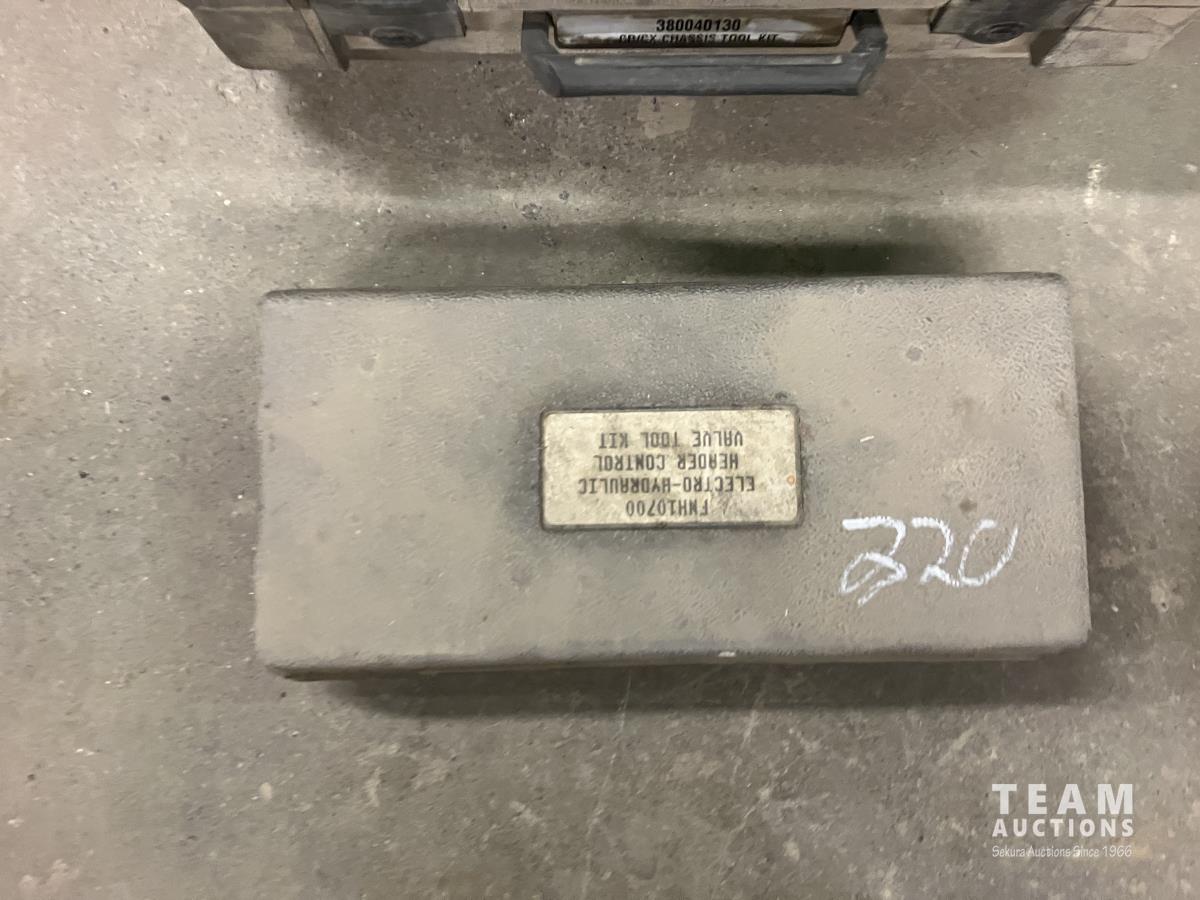 380040130
CR/CX CHASSIS TOOL KIT
FNH10700
ELECTRO-HYDRAULIC
HEADER CONTROL
VALVE TOOL KIT
220
TEAM
AUCTIONS
Sekura Auctions Since 1966